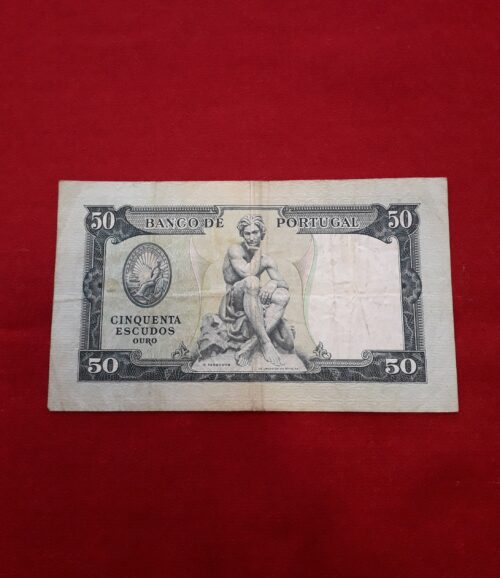 50 BANCO DE PORTUGAL 50
CINQUENTA
ESCUDOS
OURO
50 50